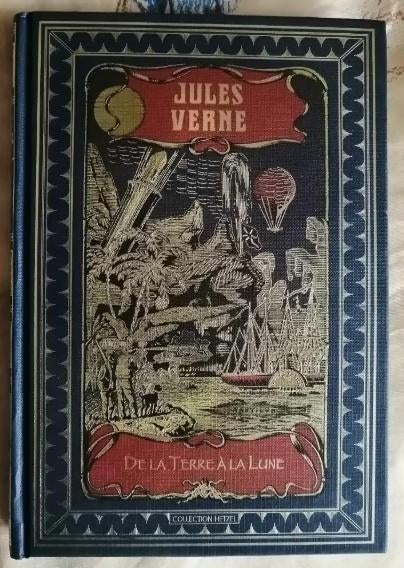 JULES
VERNE
DE LA TERRE À LA LUNE
COLLECTION HETZEL